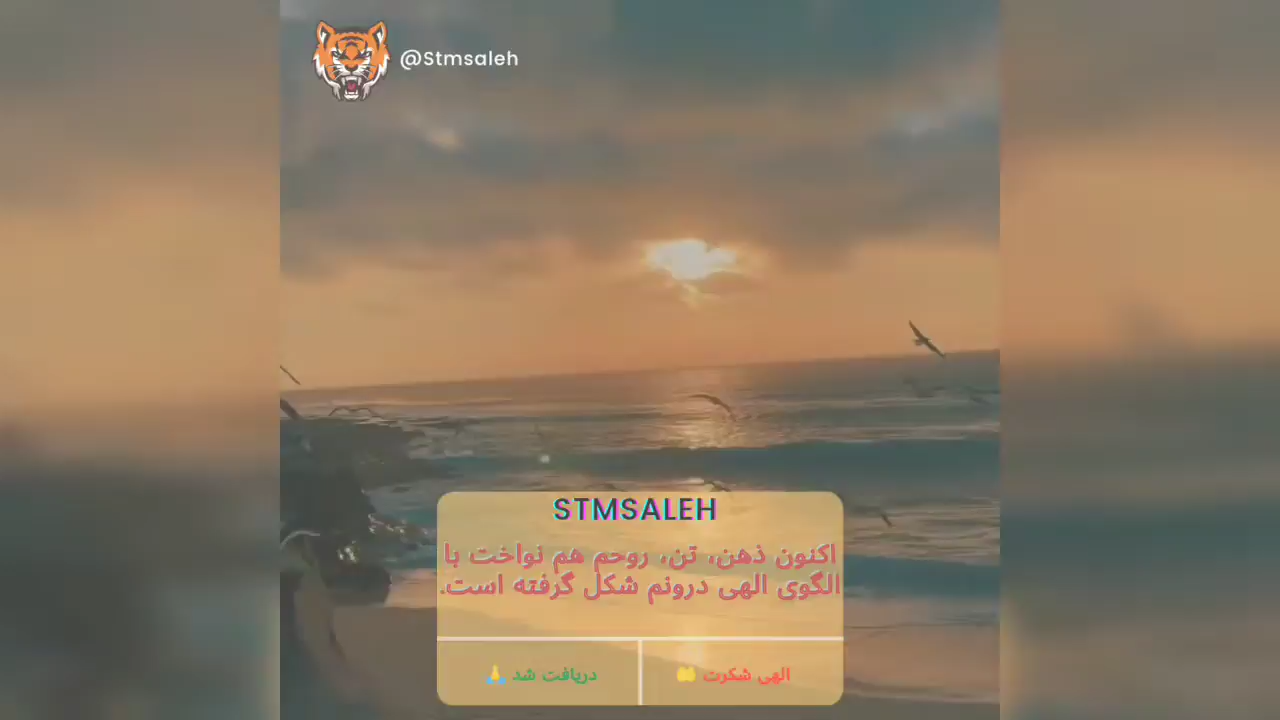 @Stmsaleh
STMSALEH
اکنون ذهن، تن، روحم هم نواخت با
الگوی الهی درونم شکل گرفته است.
الهی شکرت 🤲
دریافت شد 🙏